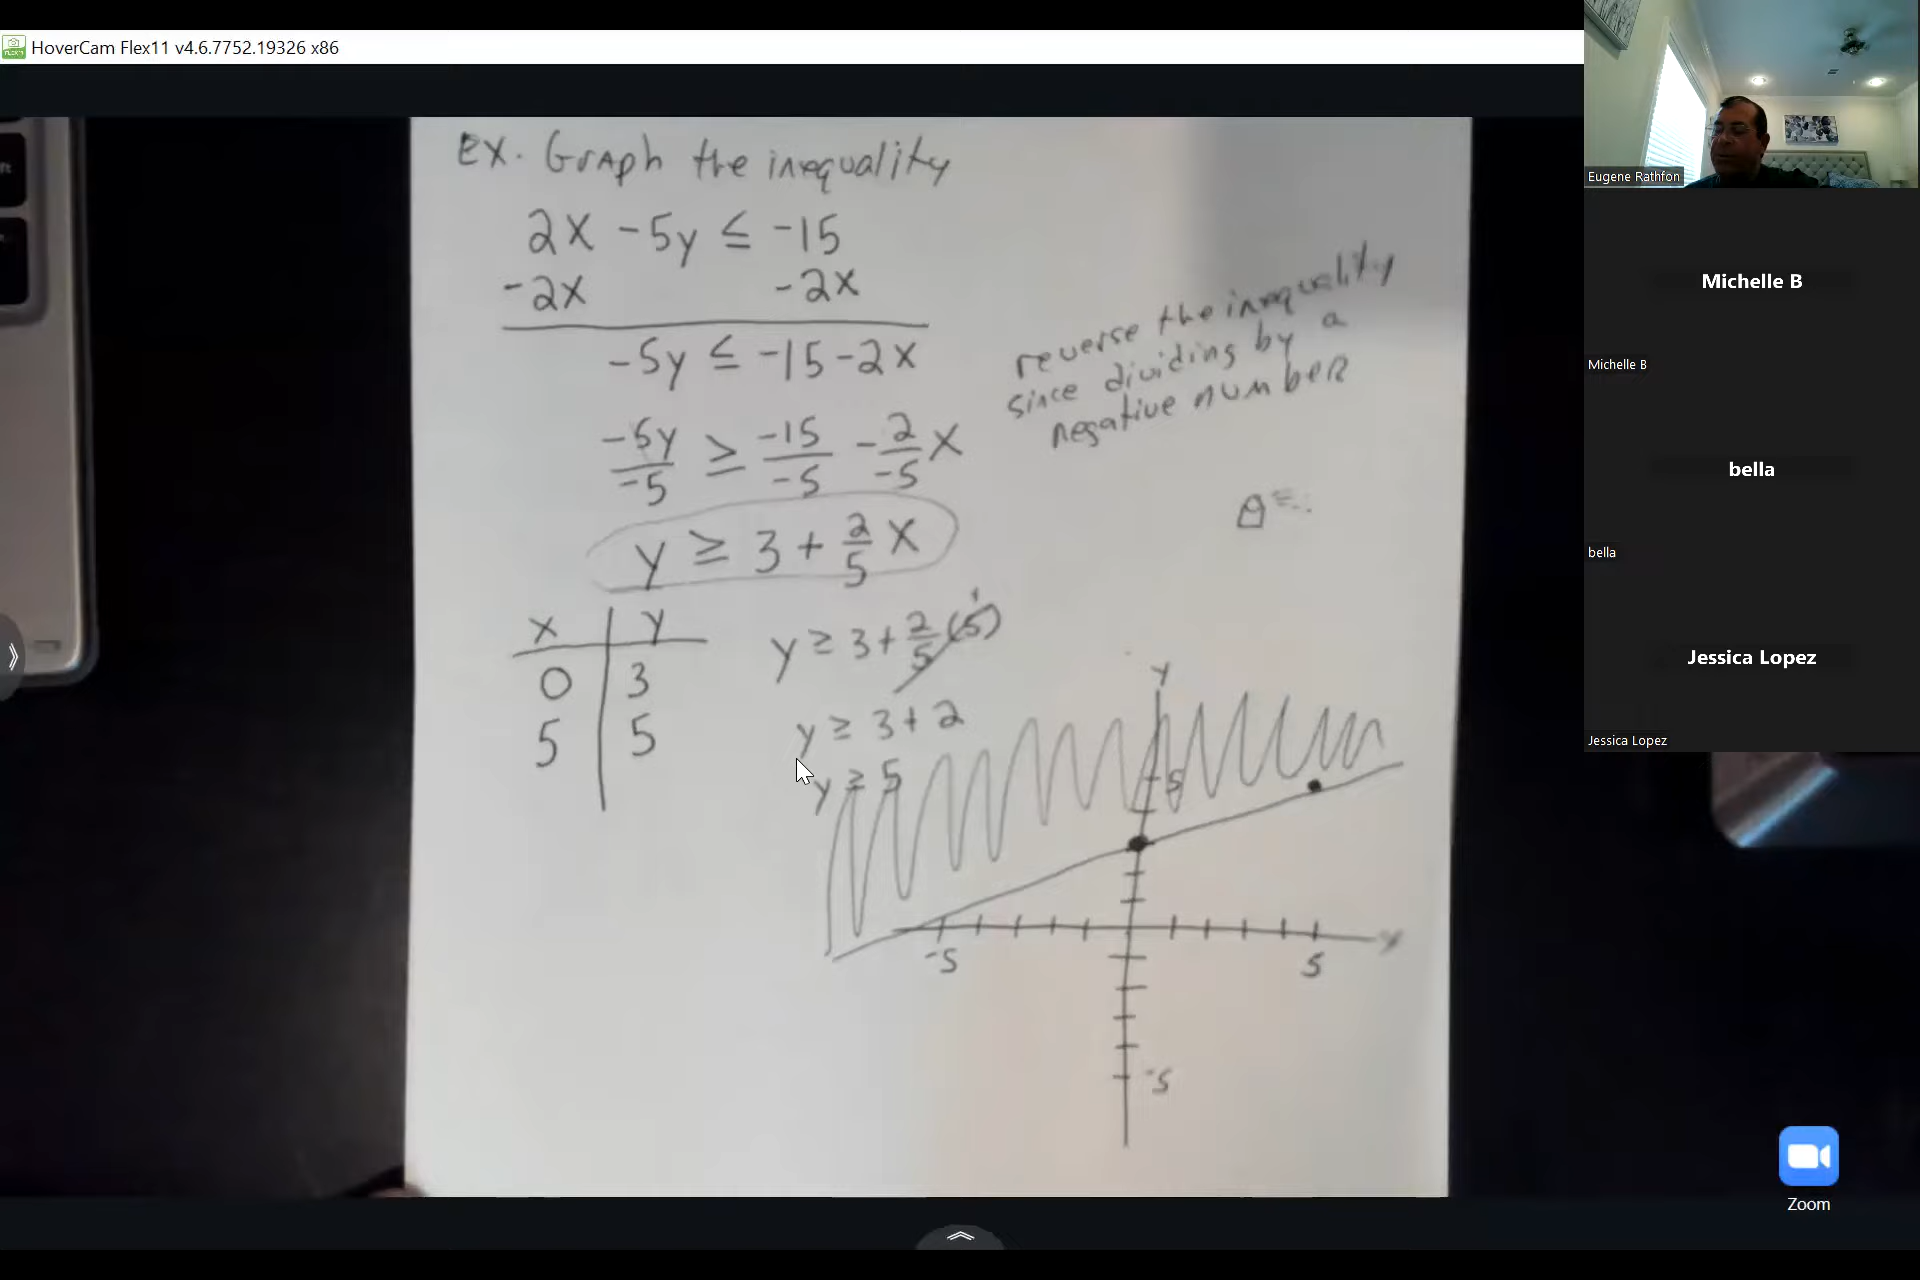 HoverCam Flex11 v4.6.7752.19326 x86
Ex. Graph the inequality
2x - 5y ≤ -15
-2x -2x
-5y ≤ -15 - 2x
-5y/-5 ≥ -15/-5 - 2/-5 x
reverse the inequality
since dividing by a
negative number
y ≥ 3 + 2/5 x
x y
0 3
5 5
y ≥ 3 + 2/5 (5) 1
y ≥ 3 + 2
y ≥ 5
y
5
-5
5
x
-5
Eugene Rathfon
Michelle B
Michelle B
bella
bella
Jessica Lopez
Jessica Lopez
Zoom